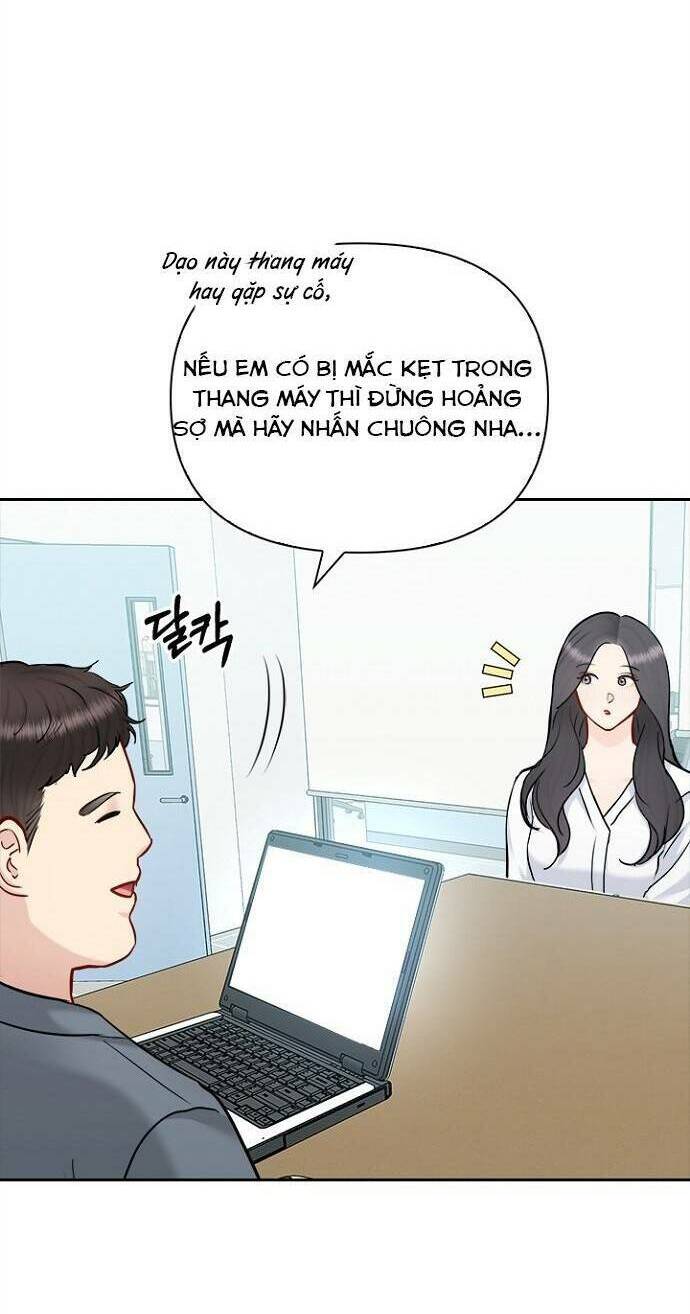 Dạo này thang máy
hay gặp sự cố,
NẾU EM CÓ BỊ MẮC KẸT TRONG
THANG MÁY THÌ ĐỪNG HOẢNG
SỢ MÀ HÃY NHẤN CHUÔNG NHA...
달칵